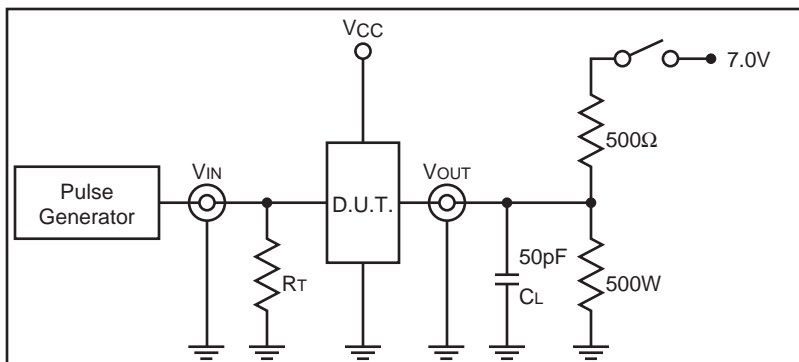 VCC
7.0V
500Ω
VIN
VOUT
Pulse
Generator
D.U.T.
50pF
CL
RT
500W